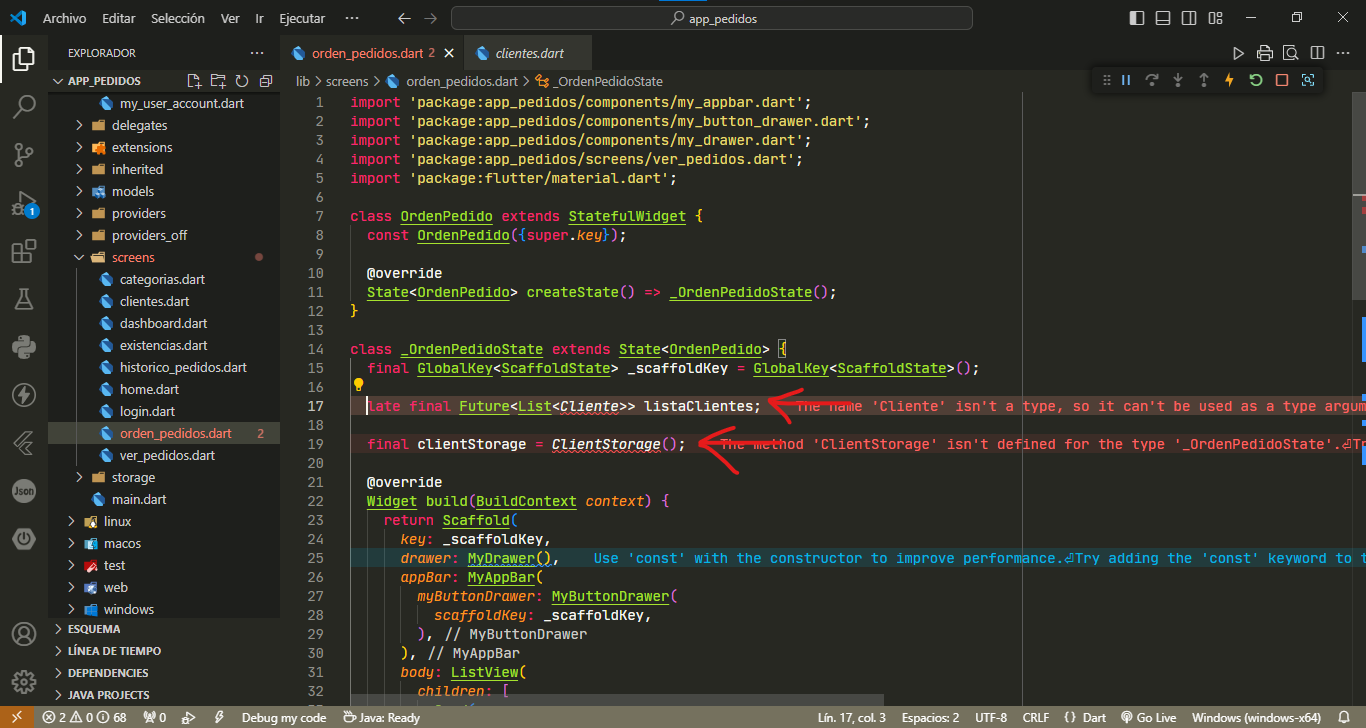 Archivo Editar Selección Ver Ir Ejecutar ··· app_pedidos
EXPLORADOR ···
APP_PEDIDOS
my_user_account.dart
delegates
extensions
inherited
models
providers
providers_off
screens
categorias.dart
clientes.dart
dashboard.dart
existencias.dart
historico_pedidos.dart
home.dart
login.dart
orden_pedidos.dart 2
ver_pedidos.dart
storage
main.dart
linux
macos
test
web
windows
ESQUEMA
LÍNEA DE TIEMPO
DEPENDENCIES
JAVA PROJECTS
1
Json
orden_pedidos.dart 2 clientes.dart
lib > screens > orden_pedidos.dart > _OrdenPedidoState
1 import 'package:app_pedidos/components/my_appbar.dart';
2 import 'package:app_pedidos/components/my_button_drawer.dart';
3 import 'package:app_pedidos/components/my_drawer.dart';
4 import 'package:app_pedidos/screens/ver_pedidos.dart';
5 import 'package:flutter/material.dart';
6
7 class OrdenPedido extends StatefulWidget {
8 const OrdenPedido({super.key});
9
10 @override
11 State<OrdenPedido> createState() => _OrdenPedidoState();
12 }
13
14 class _OrdenPedidoState extends State<OrdenPedido> {
15 final GlobalKey<ScaffoldState> _scaffoldKey = GlobalKey<ScaffoldState>();
16
17 late final Future<List<Cliente>> listaClientes; The name 'Cliente' isn't a type, so it can't be used as a type argum
18
19 final clientStorage = ClientStorage(); The method 'ClientStorage' isn't defined for the type '_OrdenPedidoState'.⏎Tr
20
21 @override
22 Widget build(BuildContext context) {
23 return Scaffold(
24 key: _scaffoldKey,
25 drawer: MyDrawer(), Use 'const' with the constructor to improve performance.⏎Try adding the 'const' keyword to t
26 appBar: MyAppBar(
27 myButtonDrawer: MyButtonDrawer(
28 scaffoldKey: _scaffoldKey,
29 ), // MyButtonDrawer
30 ), // MyAppBar
31 body: ListView(
32 children: [
2 0 68 0 Debug my code Java: Ready Lín. 17, col. 3 Espacios: 2 UTF-8 CRLF {} Dart Go Live Windows (windows-x64)